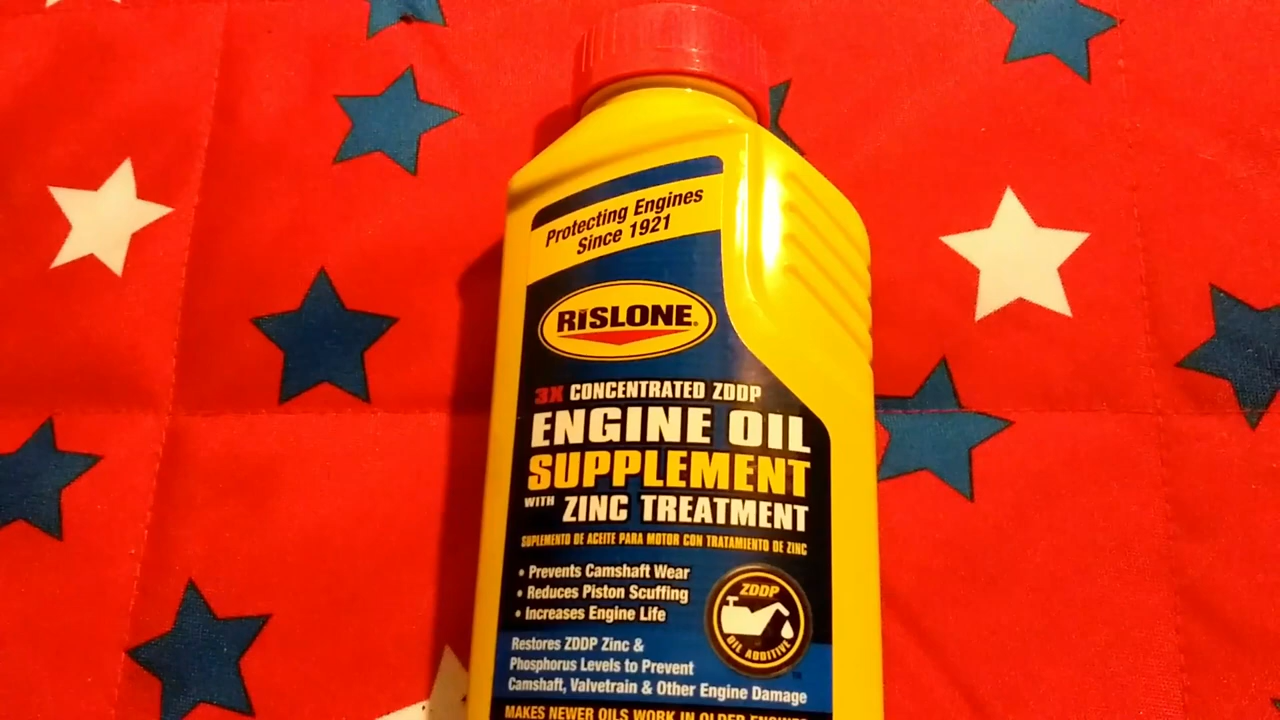 Protecting Engines
Since 1921
RISLONE®
3X CONCENTRATED ZDDP
ENGINE OIL
SUPPLEMENT
WITH ZINC TREATMENT
SUPLEMENTO DE ACEITE PARA MOTOR CON TRATAMIENTO DE ZINC
• Prevents Camshaft Wear
• Reduces Piston Scuffing
• Increases Engine Life
ZDDP
OIL ADDITIVE
Restores ZDDP Zinc &
Phosphorus Levels to Prevent
Camshaft, Valvetrain & Other Engine Damage
MAKES NEWER OILS WORK IN OLDER ENGINES